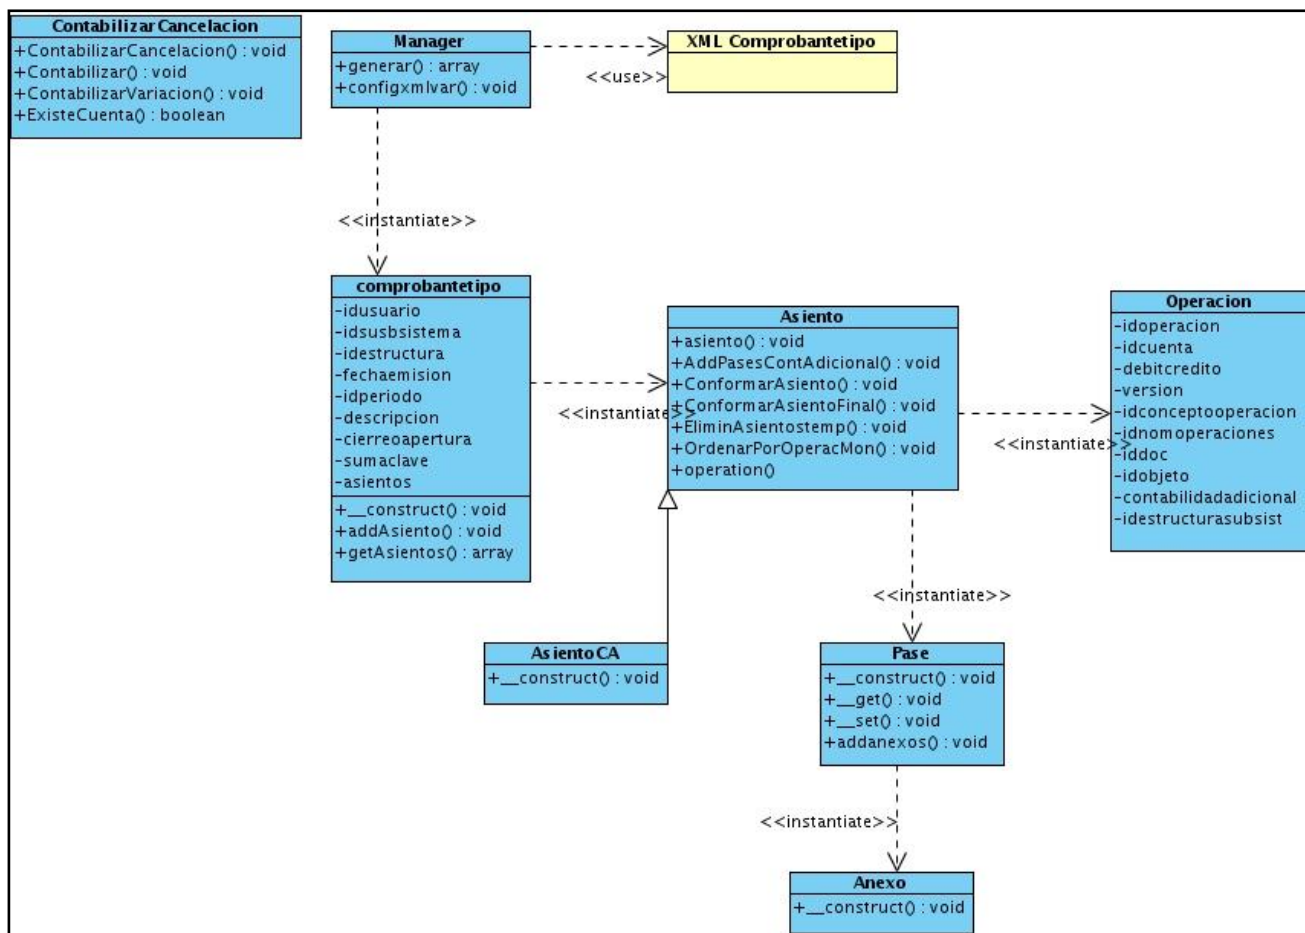 ContabilizarCancelacion
+ContabilizarCancelacion() : void
+Contabilizar() : void
+ContabilizarVariacion() : void
+ExisteCuenta() : boolean
Manager
+generar() : array
+configxmlvar() : void
XML Comprobantetipo
<<use>>
<<instantiate>>
comprobantetipo
-idusuario
-idsusbsistema
-idestructura
-fechaemision
-idperiodo
-descripcion
-cierreoapertura
-sumaclave
-asientos
+__construct() : void
+addAsiento() : void
+getAsientos() : array
<<instantiate>>
Asiento
+asiento() : void
+AddPasesContAdicional() : void
+ConformarAsiento() : void
+ConformarAsientoFinal() : void
+EliminAsientostemp() : void
+OrdenarPorOperacMon() : void
+operation()
<<instantiate>>
Operacion
-idoperacion
-idcuenta
-debitcredito
-version
-idconceptooperacion
-idnomoperaciones
-iddoc
-idobjeto
-contabilidadadicional
-idestructurasubsist
<<instantiate>>
AsientoCA
+__construct() : void
Pase
+__construct() : void
+__get() : void
+__set() : void
+addanexos() : void
<<instantiate>>
Anexo
+__construct() : void